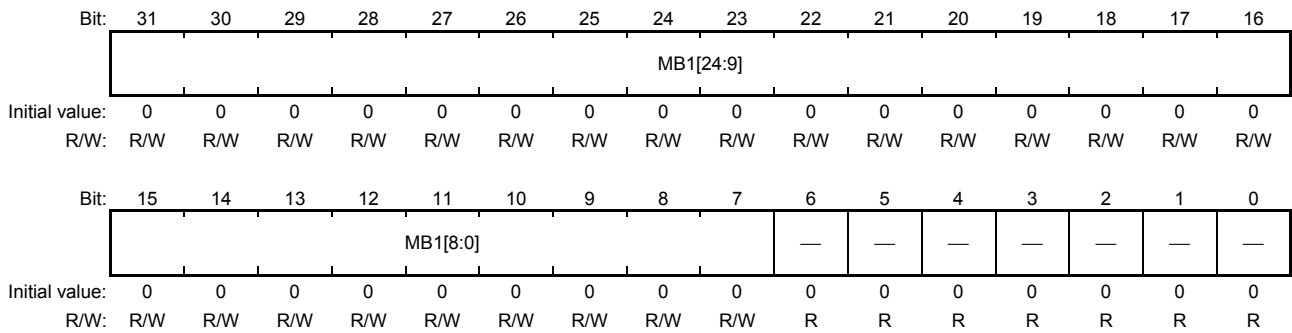 Bit: 31 30 29 28 27 26 25 24 23 22 21 20 19 18 17 16
MB1[24:9]
Initial value: 0 0 0 0 0 0 0 0 0 0 0 0 0 0 0 0
R/W: R/W R/W R/W R/W R/W R/W R/W R/W R/W R/W R/W R/W R/W R/W R/W R/W
Bit: 15 14 13 12 11 10 9 8 7 6 5 4 3 2 1 0
MB1[8:0] — — — — — — —
Initial value: 0 0 0 0 0 0 0 0 0 0 0 0 0 0 0 0
R/W: R/W R/W R/W R/W R/W R/W R/W R/W R/W R R R R R R R